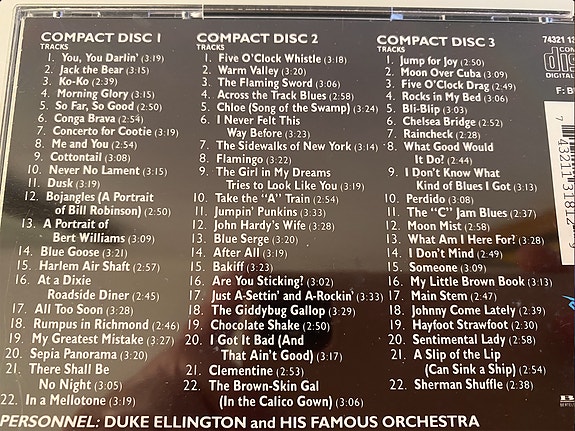 COMPACT DISC 1
TRACKS
1. You, You Darlin' (3:19)
2. Jack the Bear (3:15)
3. Ko-Ko (2:39)
4. Morning Glory (3:15)
5. So Far, So Good (2:50)
6. Conga Brava (2:54)
7. Concerto for Cootie (3:19)
8. Me and You (2:54)
9. Cottontail (3:08)
10. Never No Lament (3:15)
11. Dusk (3:19)
12. Bojangles (A Portrait
of Bill Robinson) (2:50)
13. A Portrait of
Bert Williams (3:09)
14. Blue Goose (3:21)
15. Harlem Air Shaft (2:57)
16. At a Dixie
Roadside Diner (2:45)
17. All Too Soon (3:28)
18. Rumpus in Richmond (2:46)
19. My Greatest Mistake (3:27)
20. Sepia Panorama (3:20)
21. There Shall Be
No Night (3:05)
22. In a Mellotone (3:19)
COMPACT DISC 2
TRACKS
1. Five O'Clock Whistle (3:18)
2. Warm Valley (3:20)
3. The Flaming Sword (3:06)
4. Across the Track Blues (2:58)
5. Chloe (Song of the Swamp) (3:24)
6. I Never Felt This
Way Before (3:23)
7. The Sidewalks of New York (3:14)
8. Flamingo (3:22)
9. The Girl in My Dreams
Tries to Look Like You (3:19)
10. Take the "A" Train (2:54)
11. Jumpin' Punkins (3:33)
12. John Hardy's Wife (3:28)
13. Blue Serge (3:20)
14. After All (3:19)
15. Bakiff (3:23)
16. Are You Sticking? (3:02)
17. Just A-Settin' and A-Rockin' (3:33)
18. The Giddybug Gallop (3:29)
19. Chocolate Shake (2:50)
20. I Got It Bad (And
That Ain't Good) (3:17)
21. Clementine (2:53)
22. The Brown-Skin Gal
(In the Calico Gown) (3:06)
COMPACT DISC 3
TRACKS
1. Jump for Joy (2:50)
2. Moon Over Cuba (3:09)
3. Five O'Clock Drag (2:49)
4. Rocks in My Bed (3:06)
5. Bli-Blip (3:03)
6. Chelsea Bridge (2:52)
7. Raincheck (2:28)
8. What Good Would
It Do? (2:44)
9. I Don't Know What
Kind of Blues I Got (3:13)
10. Perdido (3:08)
11. The "C" Jam Blues (2:37)
12. Moon Mist (2:58)
13. What Am I Here For? (3:28)
14. I Don't Mind (2:49)
15. Someone (3:09)
16. My Little Brown Book (3:13)
17. Main Stem (2:47)
18. Johnny Come Lately (2:39)
19. Hayfoot Strawfoot (2:30)
20. Sentimental Lady (2:58)
21. A Slip of the Lip
(Can Sink a Ship) (2:54)
22. Sherman Shuffle (2:38)
PERSONNEL: DUKE ELLINGTON and HIS FAMOUS ORCHESTRA
74321 13
DIGITAL